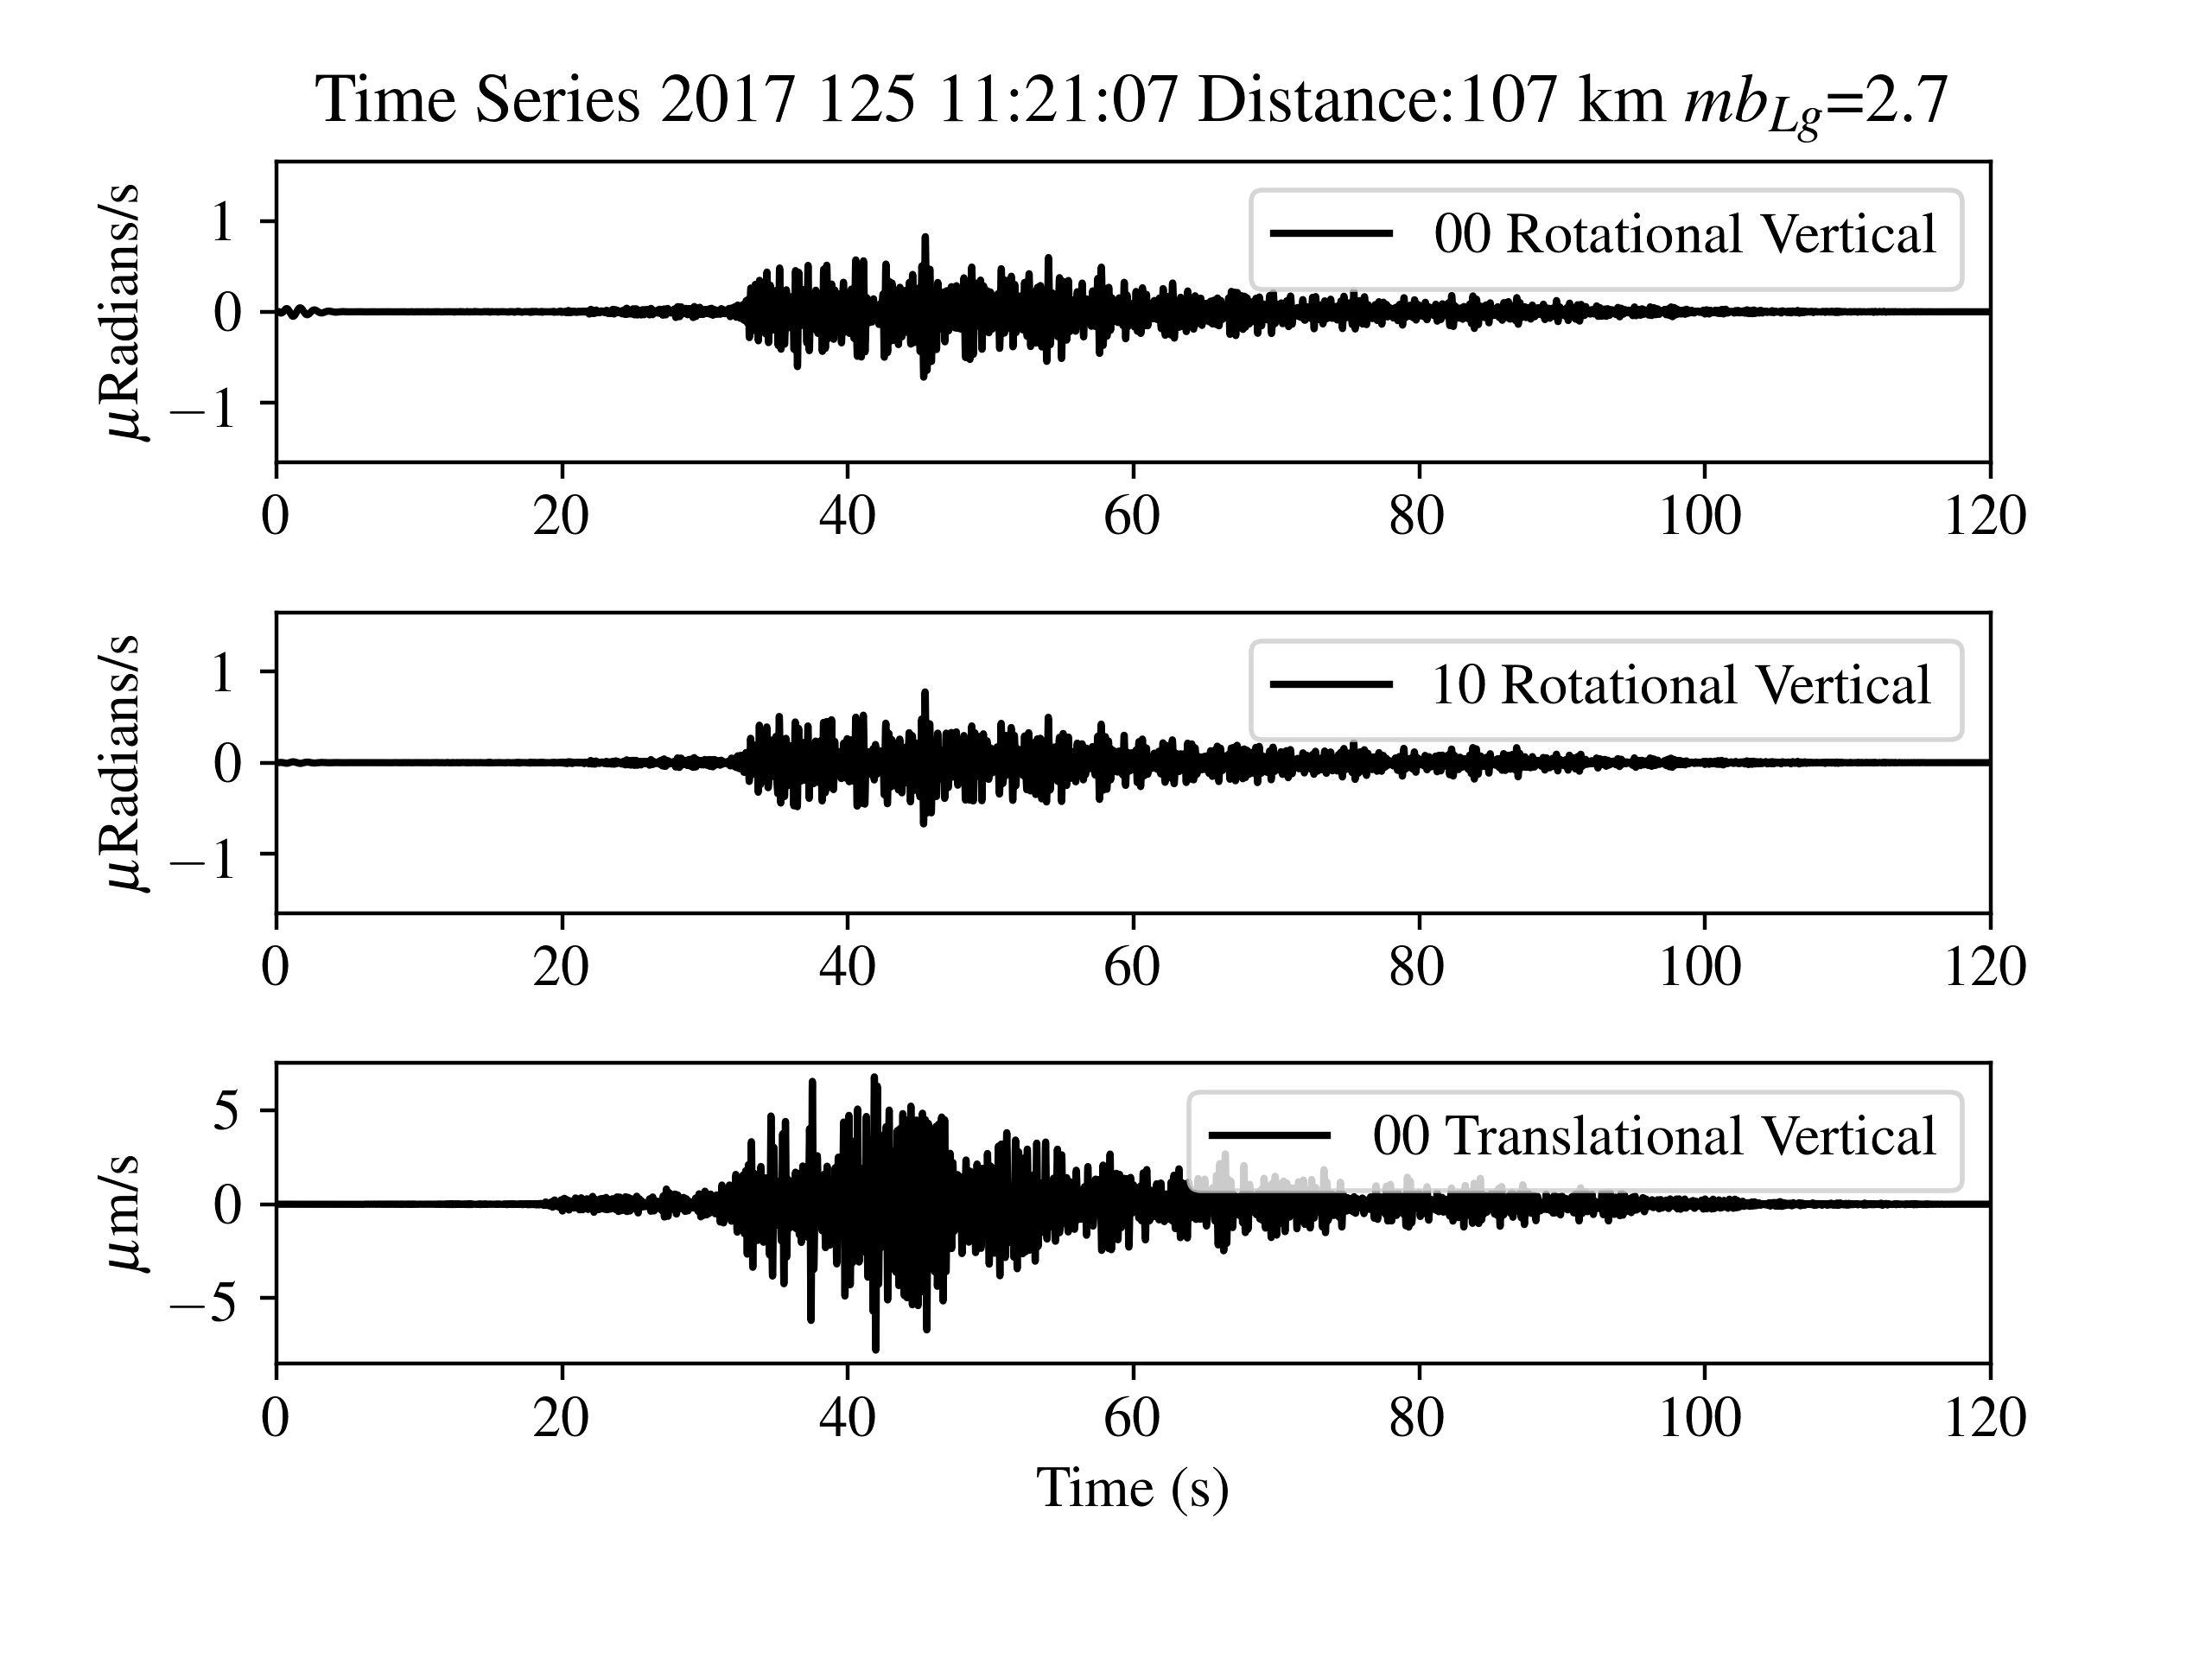 Time Series 2017 125 11:21:07 Distance:107 km mb_Lg=2.7
μRadians/s
1
0
−1
00 Rotational Vertical
0 20 40 60 80 100 120
μRadians/s
1
0
−1
10 Rotational Vertical
0 20 40 60 80 100 120
μm/s
5
0
−5
00 Translational Vertical
0 20 40 60 80 100 120
Time (s)